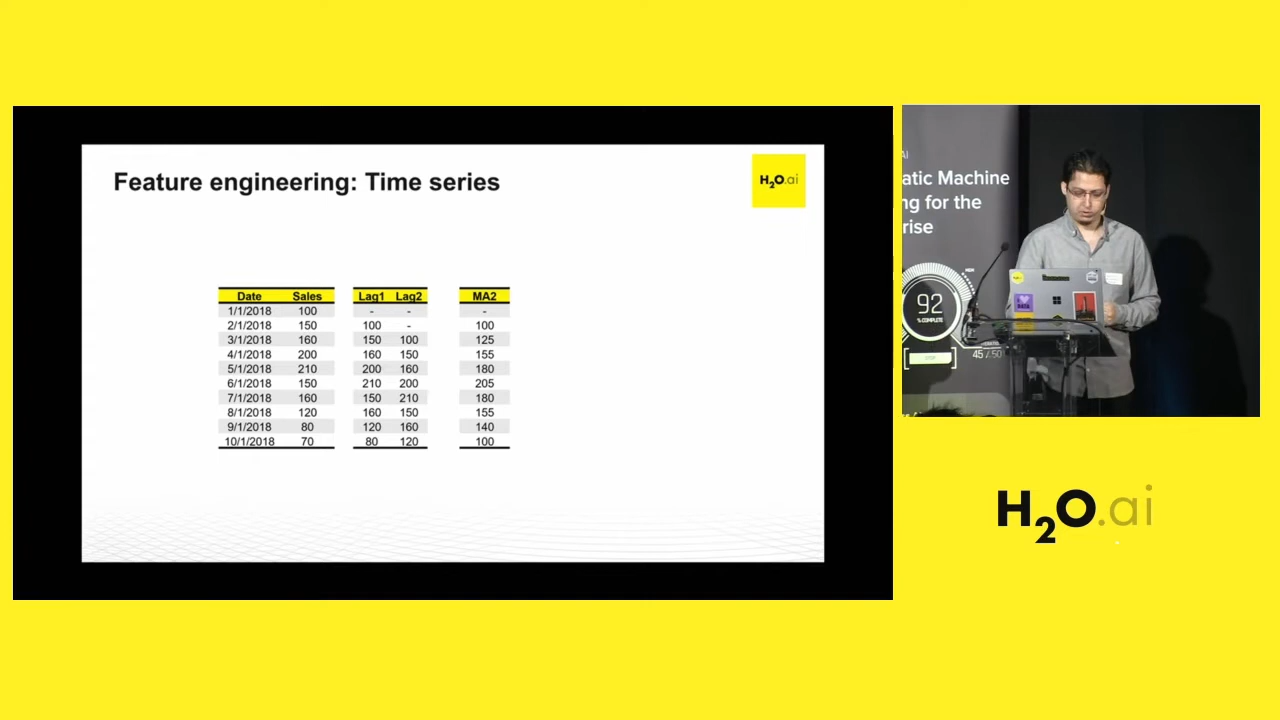 Feature engineering: Time series
H2O.ai
Date Sales Lag1 Lag2 MA2
1/1/2018 100 - - -
2/1/2018 150 100 - 100
3/1/2018 160 150 100 125
4/1/2018 200 160 150 155
5/1/2018 210 200 160 180
6/1/2018 150 210 200 205
7/1/2018 160 150 210 180
8/1/2018 120 160 150 155
9/1/2018 80 120 160 140
10/1/2018 70 80 120 100
AI
atic Machine
ng for the
rise
92
% COMPLETE
STOP
45 / 50
DATA
H2O.ai